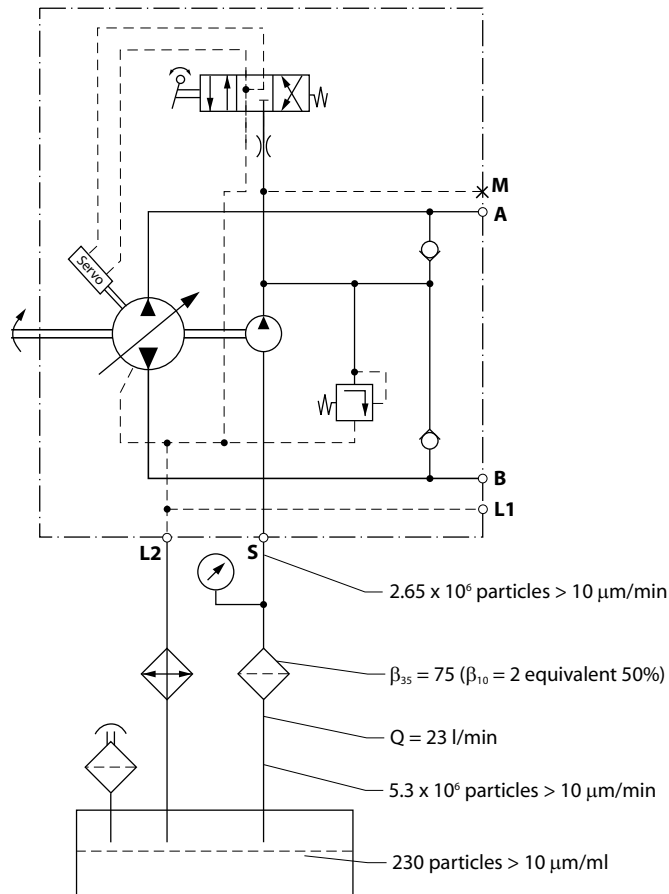 M
A
Servo
B
L1
L2
S
2.65 x 10⁶ particles > 10 μm/min
β₃₅ = 75 (β₁₀ = 2 equivalent 50%)
Q = 23 l/min
5.3 x 10⁶ particles > 10 μm/min
230 particles > 10 μm/ml